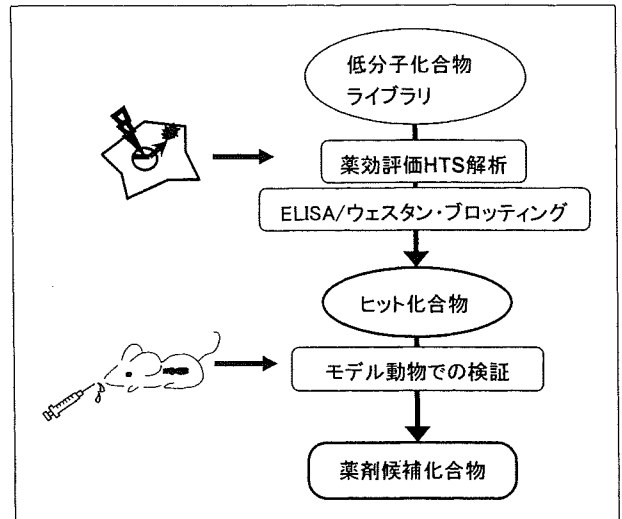 低分子化合物
ライブラリ
薬効評価HTS解析
ELISA/ウェスタン・ブロッティング
ヒット化合物
モデル動物での検証
薬剤候補化合物